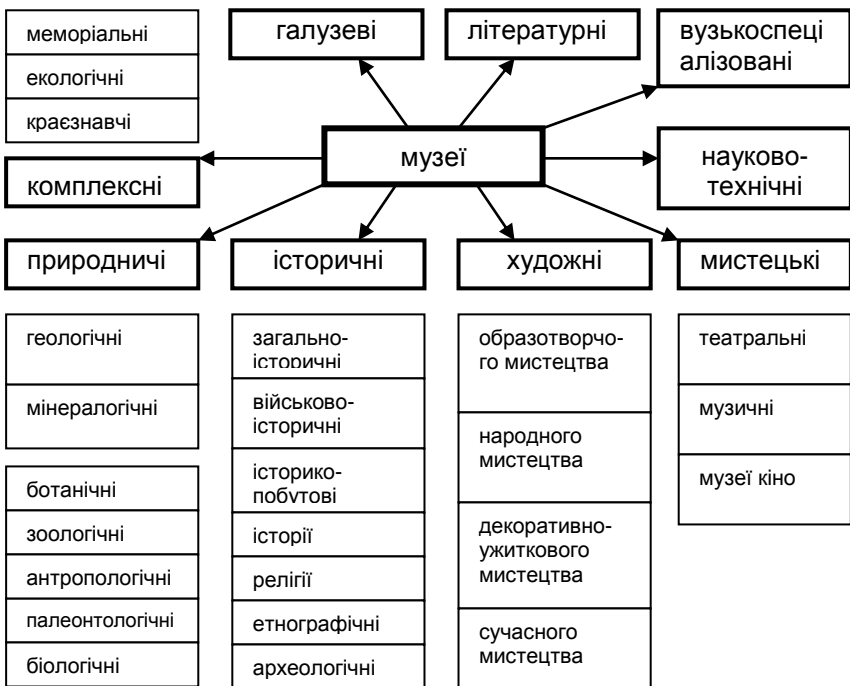 меморіальні
екологічні
краєзнавчі
галузеві
літературні
вузькоспеці
алізовані
музеї
комплексні
науково-
технічні
природничі
історичні
художні
мистецькі
геологічні
мінералогічні
ботанічні
зоологічні
антропологічні
палеонтологічні
біологічні
загально-
історичні
військово-
історичні
історико-
побутові
історії
релігії
етнографічні
археологічні
образотворчо-
го мистецтва
народного
мистецтва
декоративно-
ужиткового
мистецтва
сучасного
мистецтва
театральні
музичні
музеї кіно